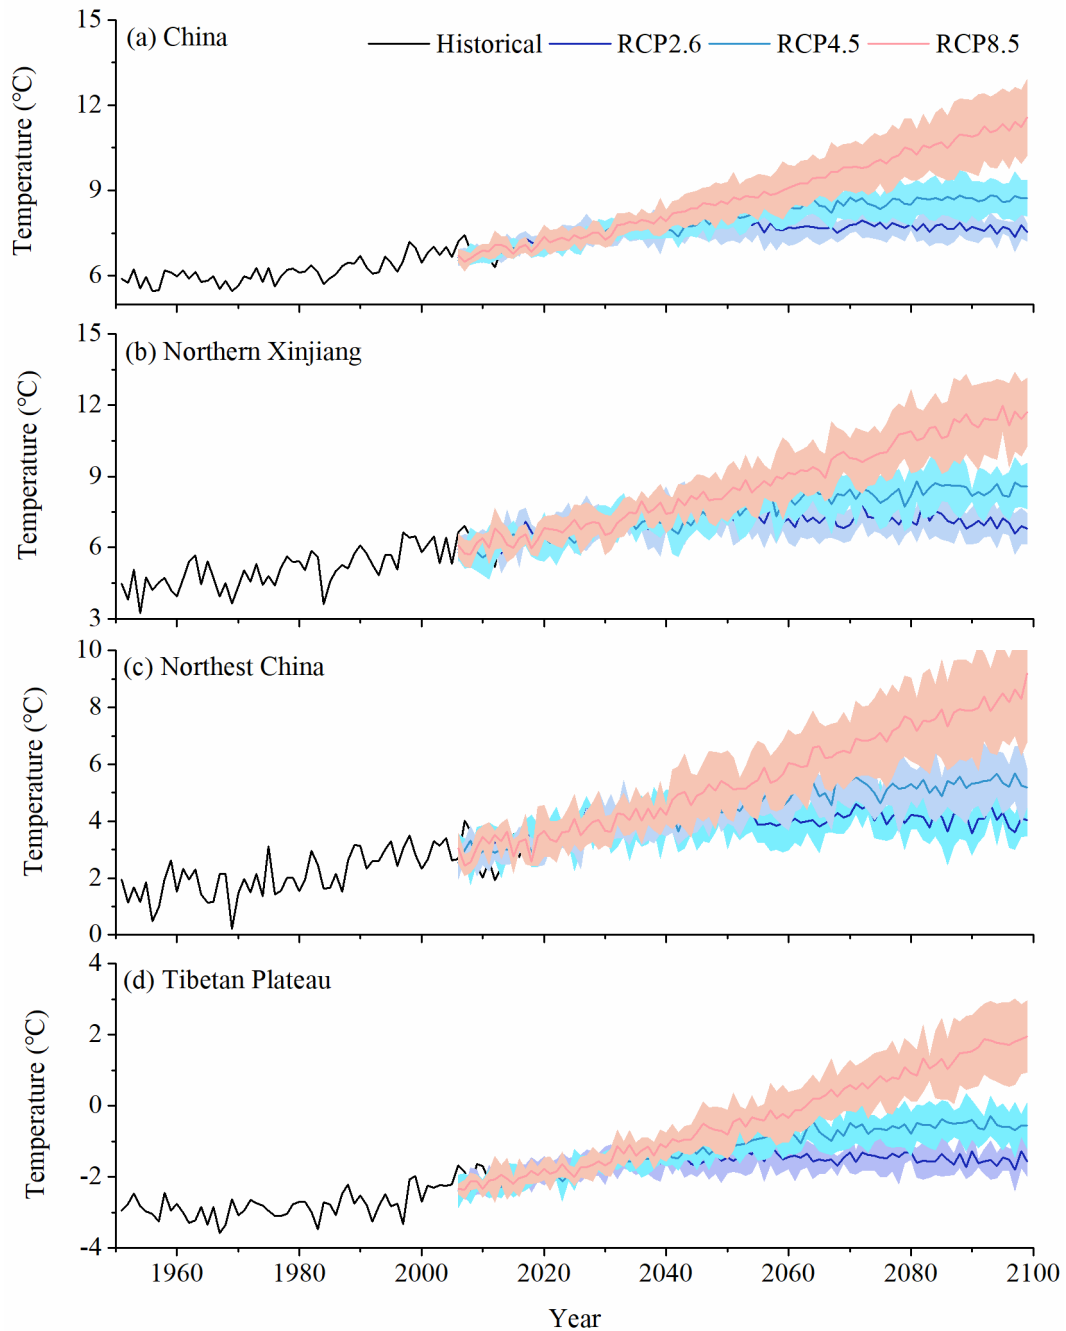 (a) China
Historical RCP2.6 RCP4.5 RCP8.5
15
12
9
6
Temperature (°C)
(b) Northern Xinjiang
15
12
9
6
3
Temperature (°C)
(c) Northest China
10
8
6
4
2
0
Temperature (°C)
(d) Tibetan Plateau
4
2
0
-2
-4
Temperature (°C)
1960 1980 2000 2020 2040 2060 2080 2100
Year